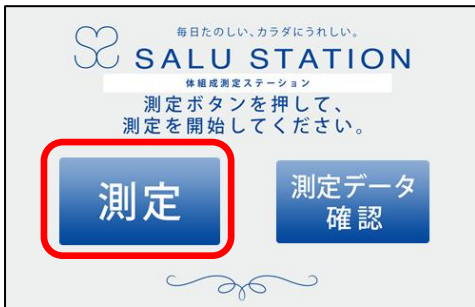 毎日たのしい、カラダにうれしい。
SALU STATION
体組成測定ステーション
測定ボタンを押して、
測定を開始してください。
測定
測定データ
確認